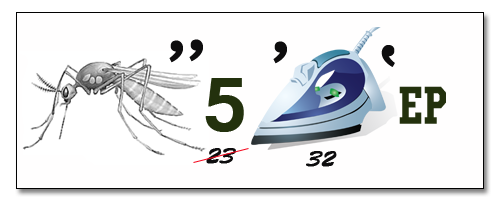 ,, 5 , ‘ EP
23 32